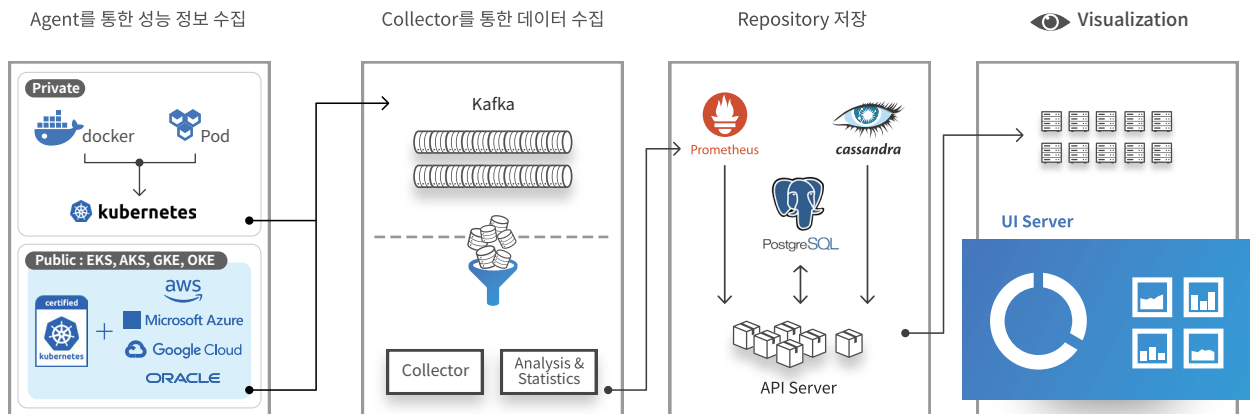 Agent를 통한 성능 정보 수집
Collector를 통한 데이터 수집
Repository 저장
Visualization
Private
docker
Pod
kubernetes
Public : EKS, AKS, GKE, OKE
certified
kubernetes
+
aws
Microsoft Azure
Google Cloud
ORACLE
Kafka
Collector
Analysis &
Statistics
Prometheus
cassandra
PostgreSQL
API Server
UI Server